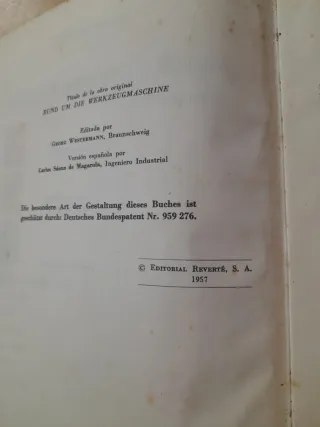 Título de la obra original
RUND UM DIE WERKZEUGMASCHINE
Editada por
GEORG WESTERMANN, Braunschweig
Versión española por
Carlos Sáenz de Magarola, Ingeniero Industrial
Die besondere Art der Gestaltung dieses Buches ist
geschützt durch: Deutsches Bundespatent Nr. 959 276.
© EDITORIAL REVERTÉ, S. A.
1957